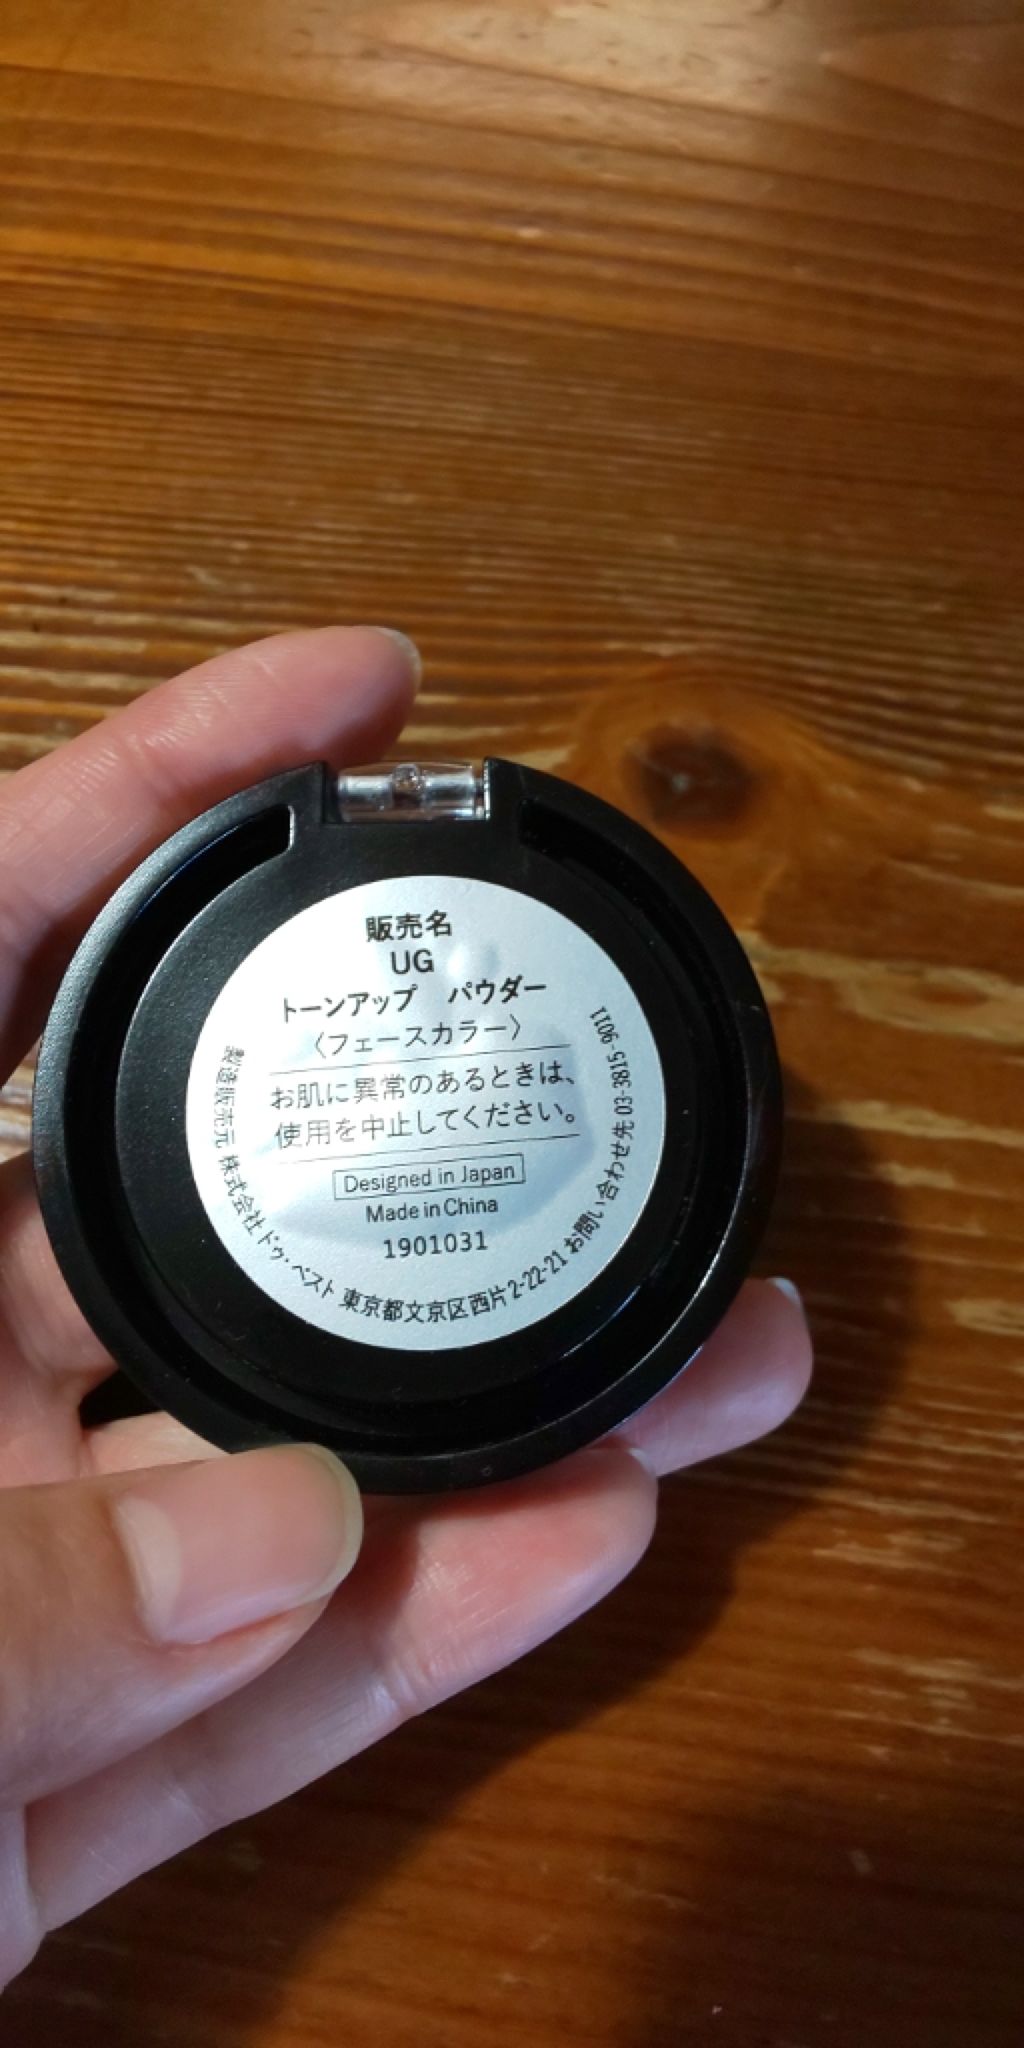 販売名
UG
トーンアップ パウダー
〈フェースカラー〉
お肌に異常のあるときは、
使用を中止してください。
Designed in Japan
Made in China
1901031
製造販売元 株式会社ドゥ・ベスト 東京都文京区西片2-22-21 お問い合わせ先 03-3815-9011